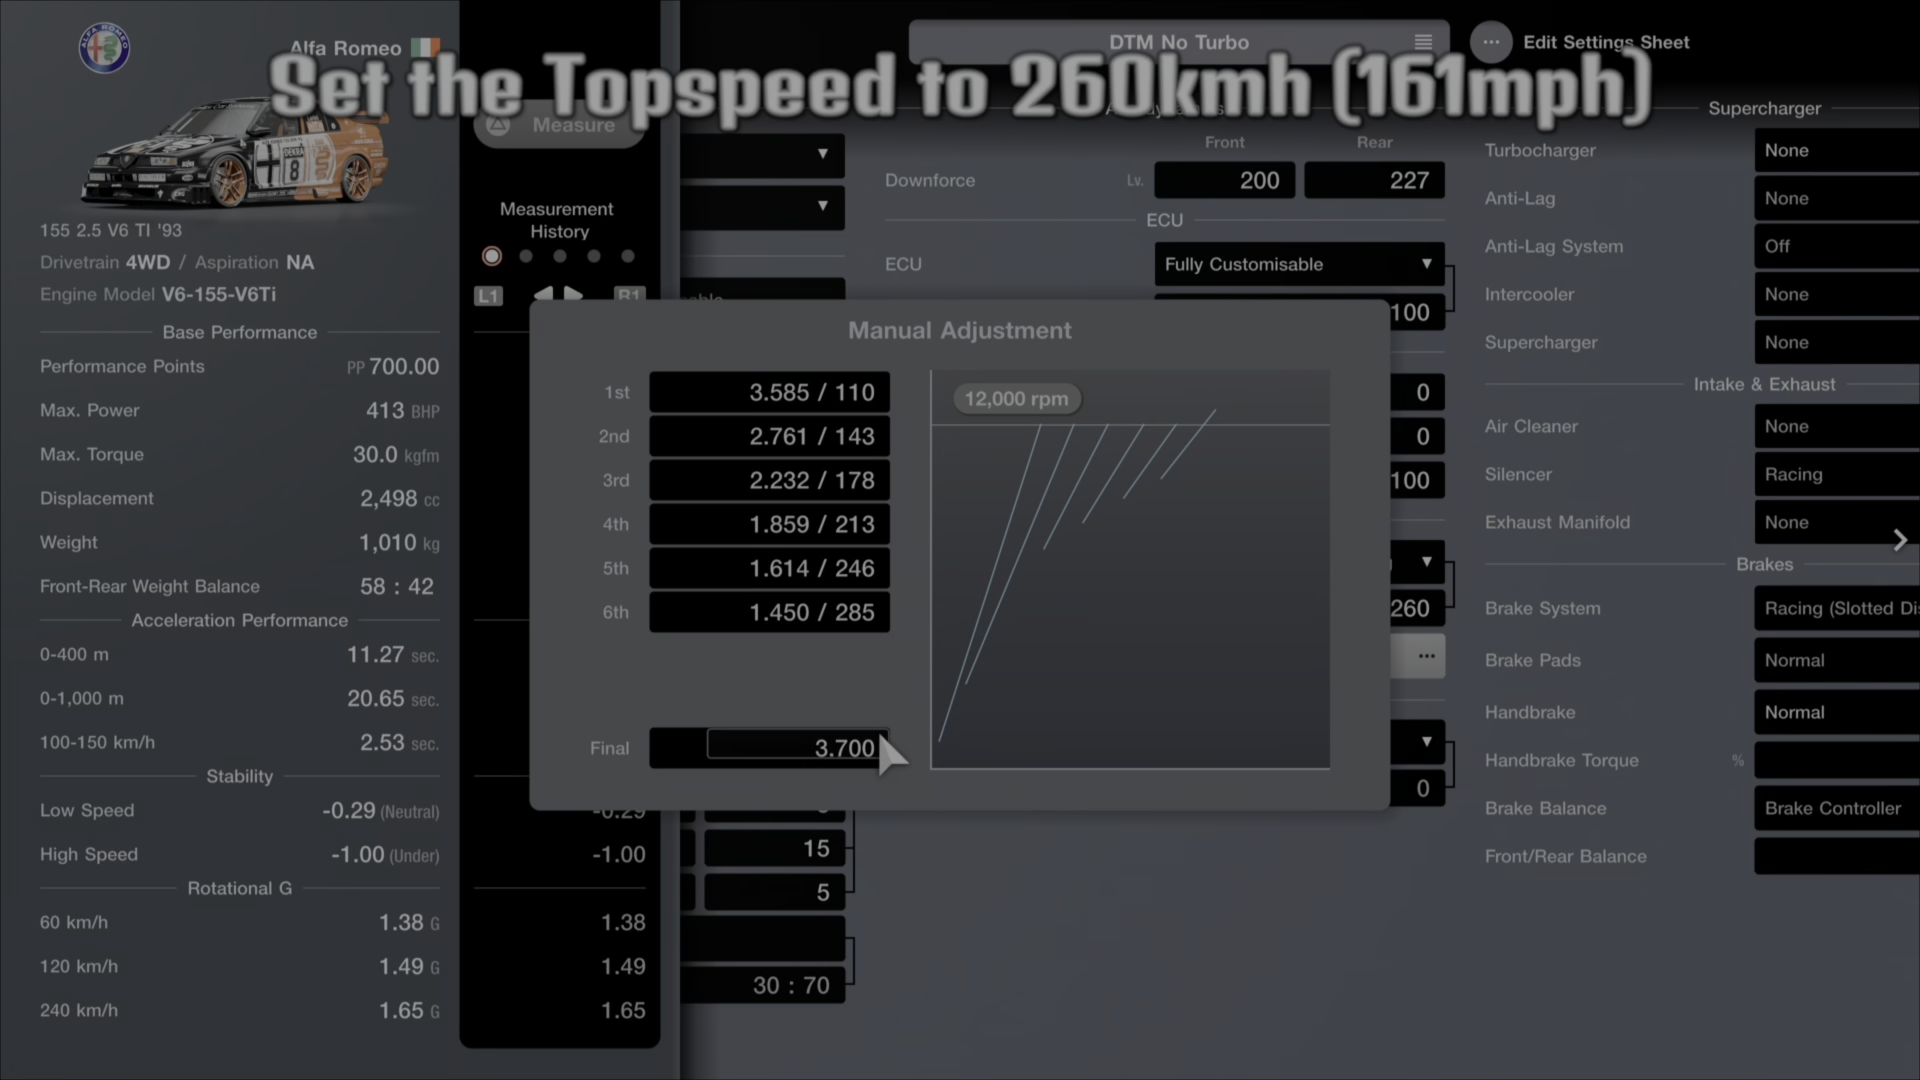 Alfa Romeo
155 2.5 V6 TI '93
Drivetrain 4WD / Aspiration NA
Engine Model V6-155-V6Ti
Base Performance
Performance Points PP 700.00
Max. Power 413 BHP
Max. Torque 30.0 kgfm
Displacement 2,498 cc
Weight 1,010 kg
Front-Rear Weight Balance 58 : 42
Acceleration Performance
0-400 m 11.27 sec.
0-1,000 m 20.65 sec.
100-150 km/h 2.53 sec.
Stability
Low Speed -0.29 (Neutral)
High Speed -1.00 (Under)
Rotational G
60 km/h 1.38 G
120 km/h 1.49 G
240 km/h 1.65 G
Set the Topspeed to 260kmh (161mph)
Measure
Measurement
History
L1 R1
-0.29
-1.00
1.38
1.49
1.65
15
5
30 : 70
DTM No Turbo
Edit Settings Sheet
Front Rear
Downforce Lv. 200 227
ECU
ECU Fully Customisable
100
0
0
100
260
0
Manual Adjustment
1st 3.585 / 110
2nd 2.761 / 143
3rd 2.232 / 178
4th 1.859 / 213
5th 1.614 / 246
6th 1.450 / 285
Final 3.700
12,000 rpm
Supercharger
Turbocharger None
Anti-Lag None
Anti-Lag System Off
Intercooler None
Supercharger None
Intake & Exhaust
Air Cleaner None
Silencer Racing
Exhaust Manifold None
Brakes
Brake System Racing (Slotted Di
Brake Pads Normal
Handbrake Normal
Handbrake Torque %
Brake Balance Brake Controller
Front/Rear Balance